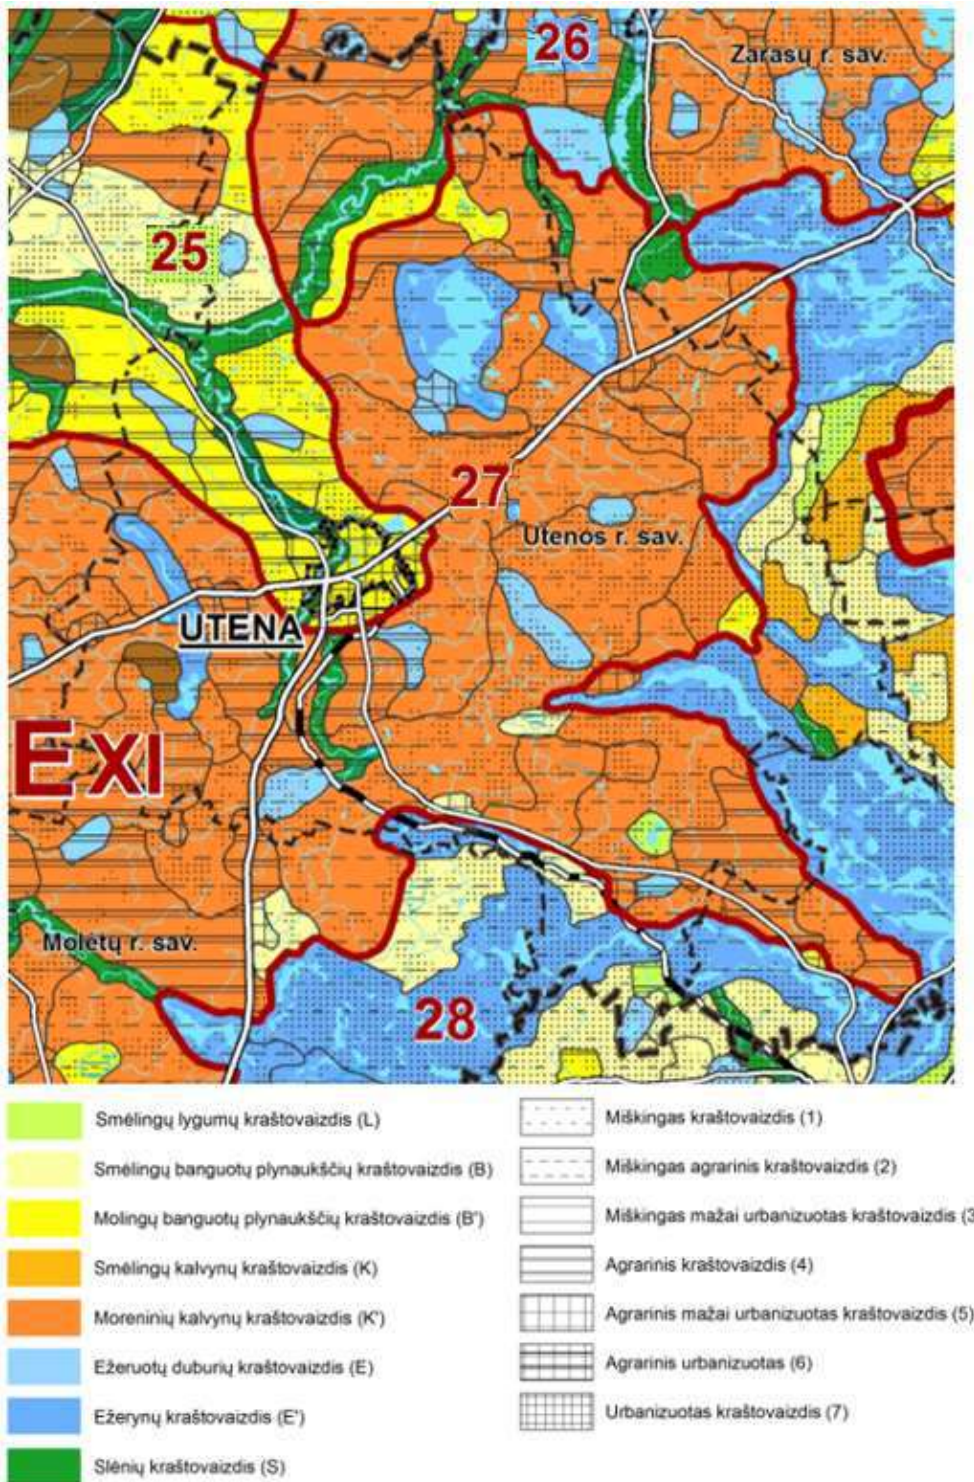 26
Zarasų r. sav.
25
27
Utenos r. sav.
UTENA
E XI
Molėtų r. sav.
28
Smėlingų lygumų kraštovaizdis (L)
Smėlingų banguotų plynaukščių kraštovaizdis (B)
Molingų banguotų plynaukščių kraštovaizdis (B')
Smėlingų kalvynų kraštovaizdis (K)
Moreninių kalvynų kraštovaizdis (K')
Ežeruotų duburių kraštovaizdis (E)
Ežerynų kraštovaizdis (E')
Slėnių kraštovaizdis (S)
Miškingas kraštovaizdis (1)
Miškingas agrarinis kraštovaizdis (2)
Miškingas mažai urbanizuotas kraštovaizdis (3
Agrarinis kraštovaizdis (4)
Agrarinis mažai urbanizuotas kraštovaizdis (5)
Agrarinis urbanizuotas (6)
Urbanizuotas kraštovaizdis (7)